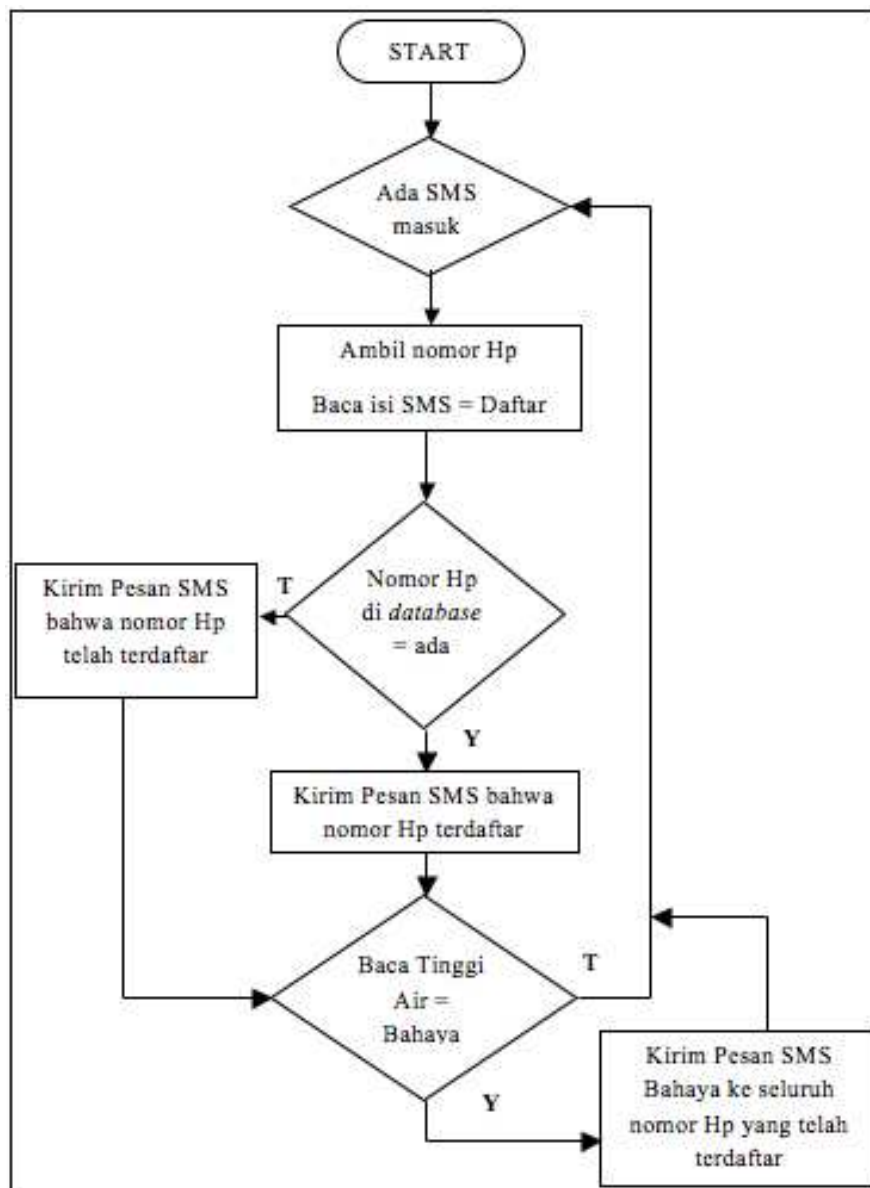 START
Ada SMS
masuk
Ambil nomor Hp
Baca isi SMS = Daftar
Nomor Hp
di database
= ada
T
Kirim Pesan SMS
bahwa nomor Hp
telah terdaftar
Y
Kirim Pesan SMS bahwa
nomor Hp terdaftar
Baca Tinggi
Air =
Bahaya
T
Y
Kirim Pesan SMS
Bahaya ke seluruh
nomor Hp yang telah
terdaftar